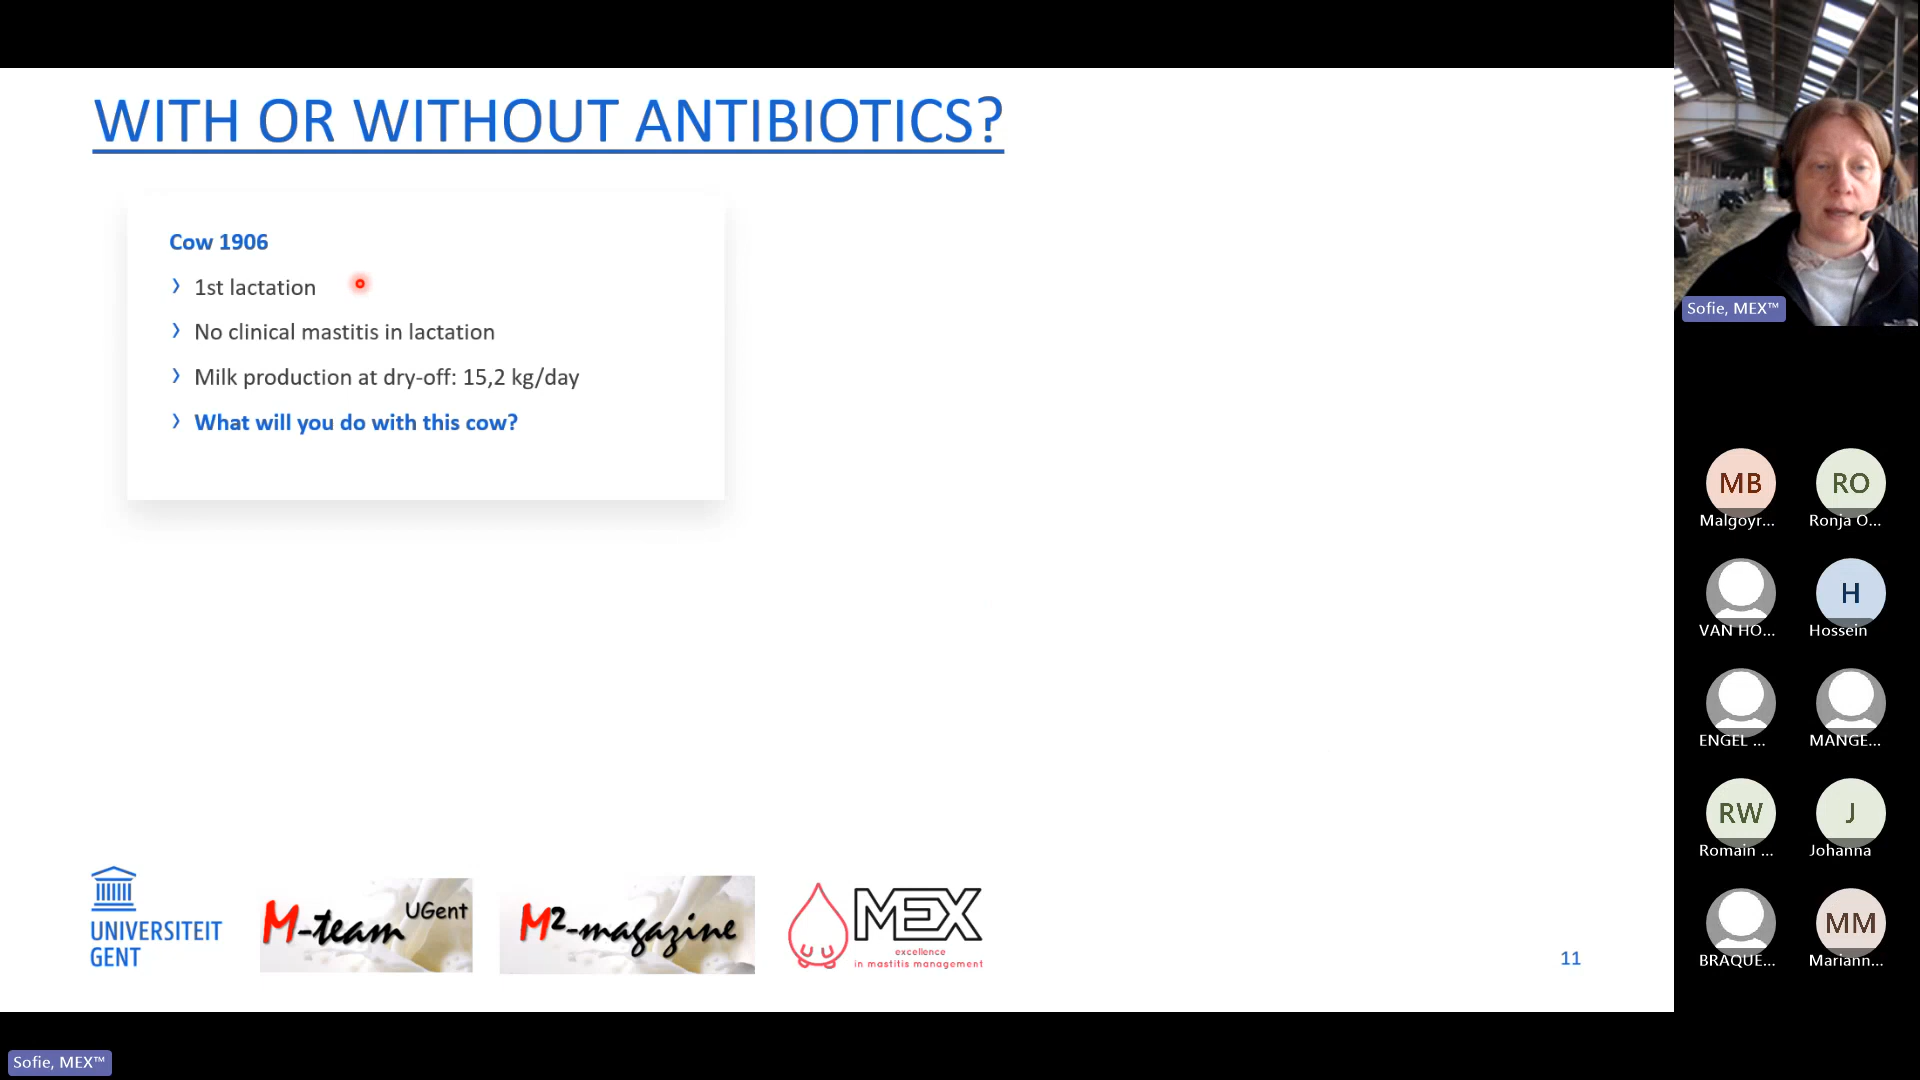 WITH OR WITHOUT ANTIBIOTICS?
Cow 1906
› 1st lactation
› No clinical mastitis in lactation
› Milk production at dry-off: 15,2 kg/day
› What will you do with this cow?
UNIVERSITEIT
GENT
M-team UGent
M²-magazine
MEX
excellence
in mastitis management
11
Sofie, MEX™
MB
Malgoyr...
RO
Ronja O...
VAN HO...
H
Hossein
ENGEL ...
MANGE...
RW
Romain ...
J
Johanna
BRAQUE...
MM
Mariann...
Sofie, MEX™